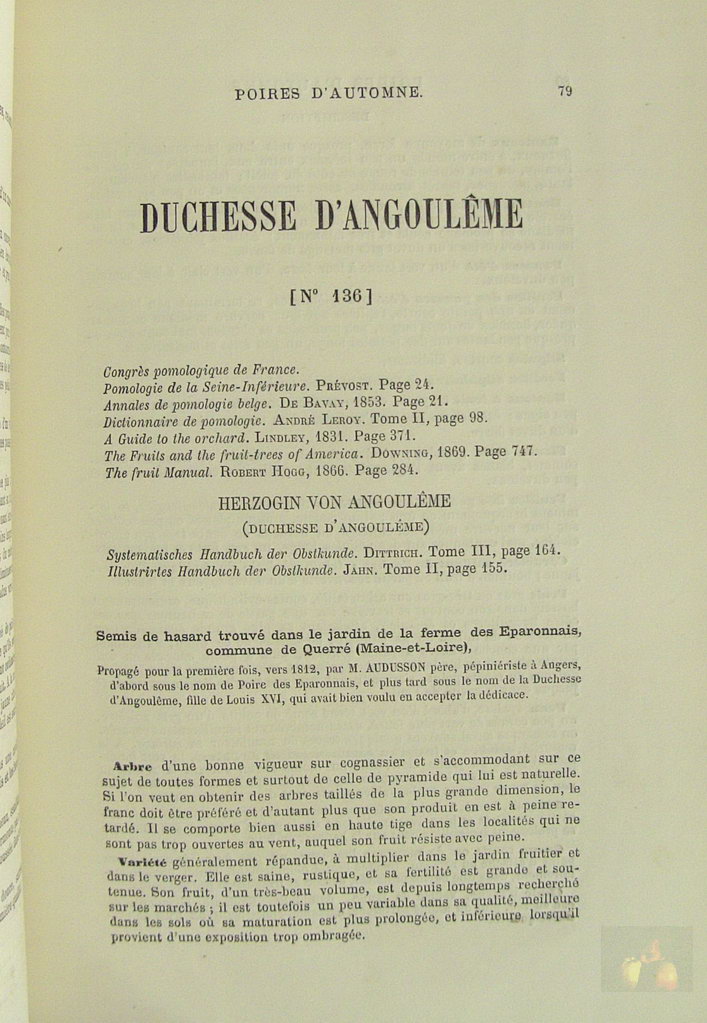 POIRES D'AUTOMNE. 79
DUCHESSE D'ANGOULÊME
[N° 136]
Congrès pomologique de France.
Pomologie de la Seine-Inférieure. PRÉVOST. Page 24.
Annales de pomologie belge. DE BAVAY, 1853. Page 21.
Dictionnaire de pomologie. ANDRÉ LEROY. Tome II, page 98.
A Guide to the orchard. LINDLEY, 1831. Page 371.
The Fruits and the fruit-trees of America. DOWNING, 1869. Page 747.
The fruit Manual. ROBERT HOGG, 1866. Page 284.
HERZOGIN VON ANGOULÊME
(DUCHESSE D'ANGOULÉME)
Systematisches Handbuch der Obstkunde. DITTRICH. Tome III, page 164.
Illustrirtes Handbuch der Obstkunde. JAHN. Tome II, page 155.
Semis de hasard trouvé dans le jardin de la ferme des Eparonnais,
commune de Querré (Maine-et-Loire),
Propagé pour la première fois, vers 1812, par M. AUDUSSON père, pépiniériste à Angers,
d'abord sous le nom de Poire des Eparonnais, et plus tard sous le nom de la Duchesse
d'Angoulême, fille de Louis XVI, qui avait bien voulu en accepter la dédicace.
Arbre d'une bonne vigueur sur cognassier et s'accommodant sur ce
sujet de toutes formes et surtout de celle de pyramide qui lui est naturelle.
Si l'on veut en obtenir des arbres taillés de la plus grande dimension, le
franc doit être préféré et d'autant plus que son produit en est à peine re-
tardé. Il se comporte bien aussi en haute tige dans les localités qui ne
sont pas trop ouvertes au vent, auquel son fruit résiste avec peine.
Variété généralement répandue, à multiplier dans le jardin fruitier et
dans le verger. Elle est saine, rustique, et sa fertilité est grande et sou-
tenue. Son fruit, d'un très-beau volume, est depuis longtemps recherché
sur les marchés ; il est toutefois un peu variable dans sa qualité, meilleure
dans les sols où sa maturation est plus prolongée, et inférieure lorsqu'il
provient d'une exposition trop ombragée.